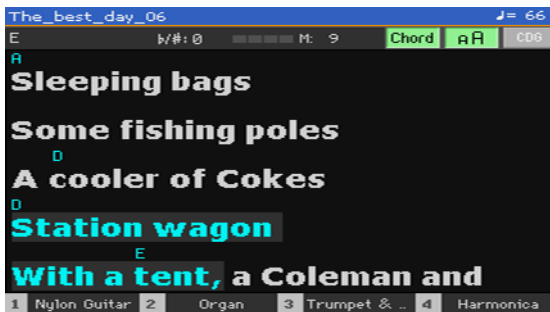 The_best_day_06 ♩= 66
E b/#:0 M: 9 Chord aA CDG
A
Sleeping bags
Some fishing poles
D
A cooler of Cokes
D
Station wagon
E
With a tent, a Coleman and
1 Nylon Guitar 2 Organ 3 Trumpet & .. 4 Harmonica